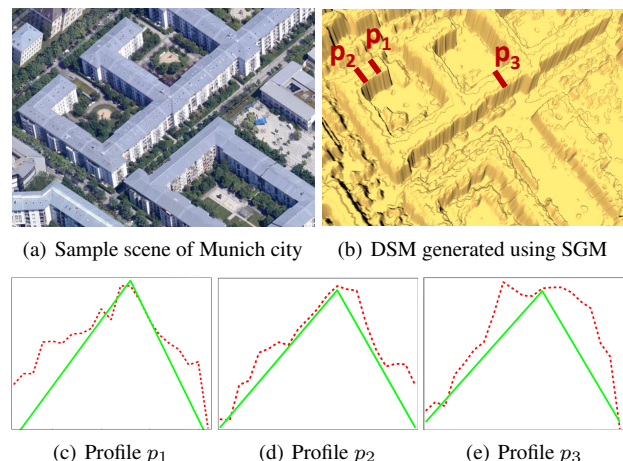 p₂ p₁ p₃
(a) Sample scene of Munich city (b) DSM generated using SGM
(c) Profile p₁ (d) Profile p₂ (e) Profile p₃